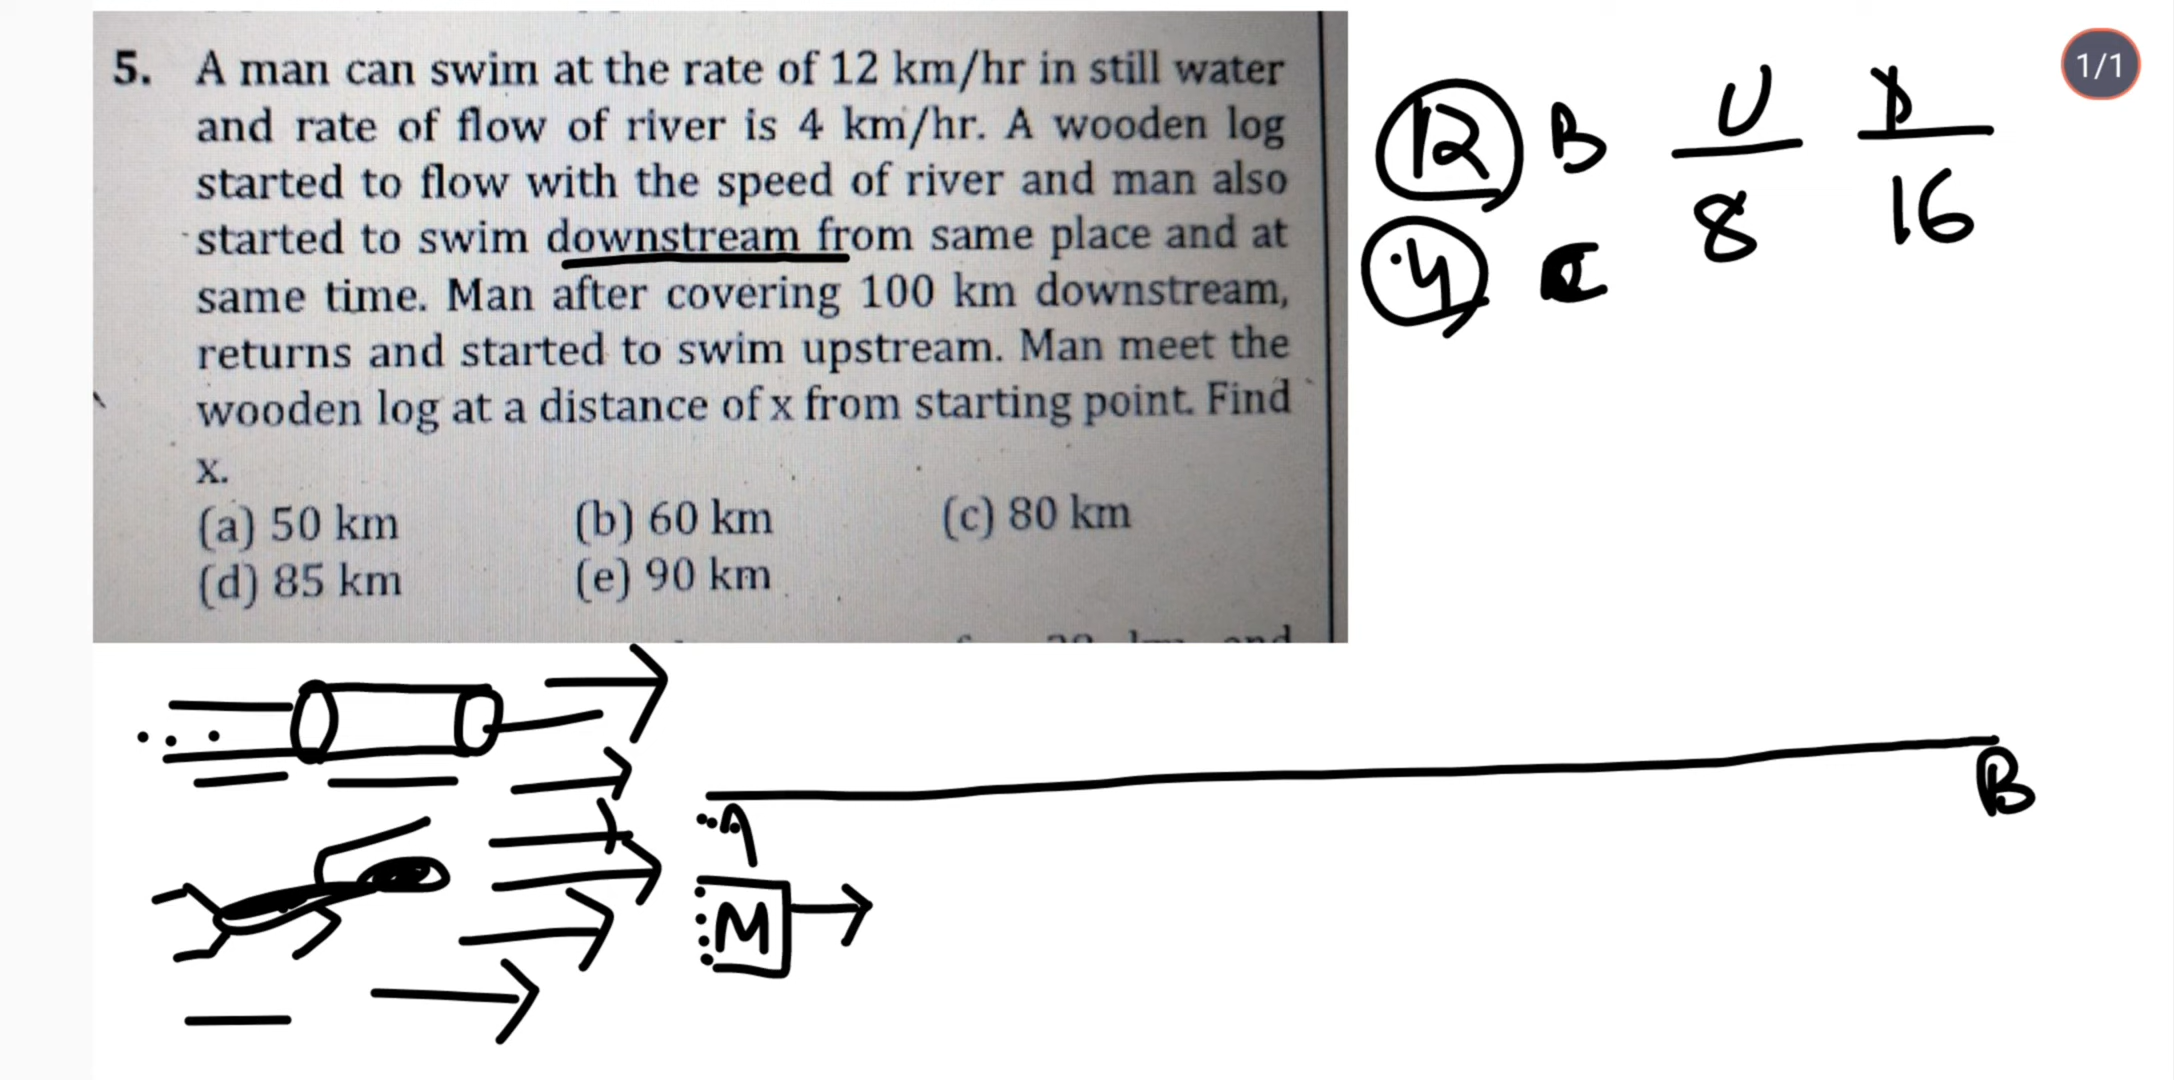 5. A man can swim at the rate of 12 km/hr in still water
and rate of flow of river is 4 km/hr. A wooden log
started to flow with the speed of river and man also
started to swim downstream from same place and at
same time. Man after covering 100 km downstream,
returns and started to swim upstream. Man meet the
wooden log at a distance of x from starting point. Find
x.
(a) 50 km (b) 60 km (c) 80 km
(d) 85 km (e) 90 km
12 B U D
4 C 8 16
1/1
A B
M